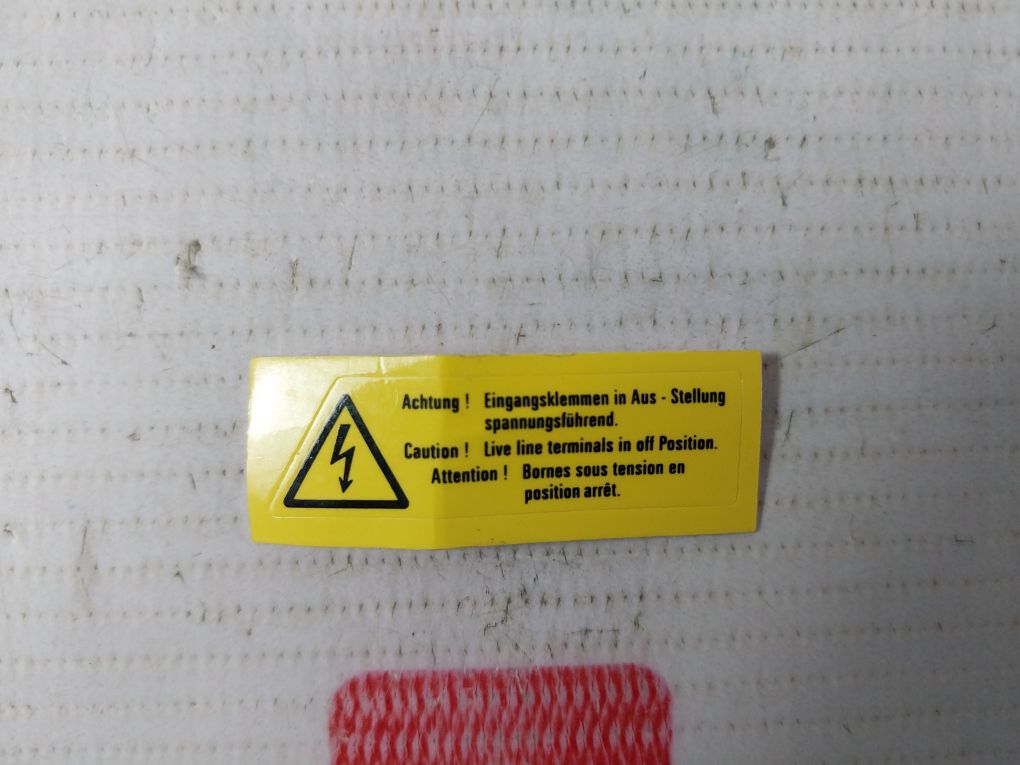 Achtung ! Eingangsklemmen in Aus - Stellung
spannungsführend.
Caution ! Live line terminals in off Position.
Attention ! Bornes sous tension en
position arrêt.